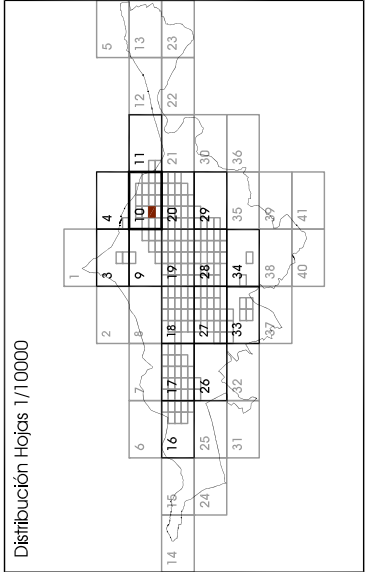 Distribución Hojas 1/10000
1
2 3 4 5
6 7 8 9 10 11 12 13
14 15 16 17 18 19 20 21 22 23
24 25 26 27 28 29 30
31 32 33 34 35 36
37 38 39
40 41